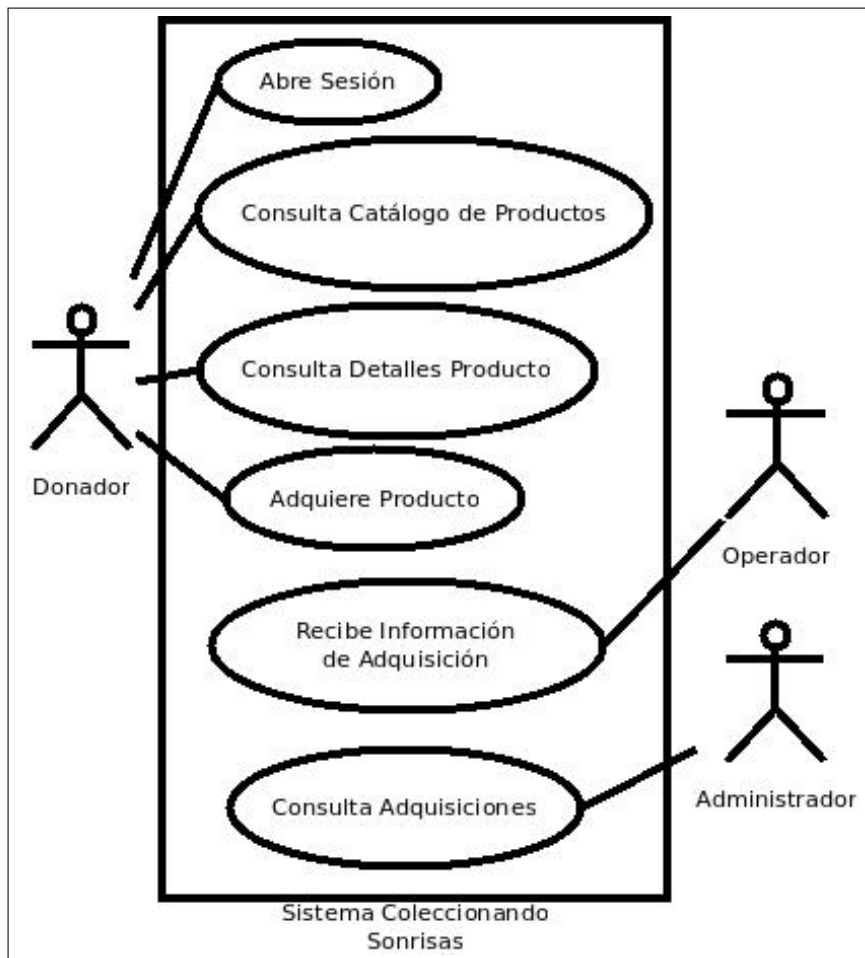 Abre Sesión
Consulta Catálogo de Productos
Consulta Detalles Producto
Donador
Adquiere Producto
Operador
Recibe Información
de Adquisición
Consulta Adquisiciones
Administrador
Sistema Coleccionando
Sonrisas